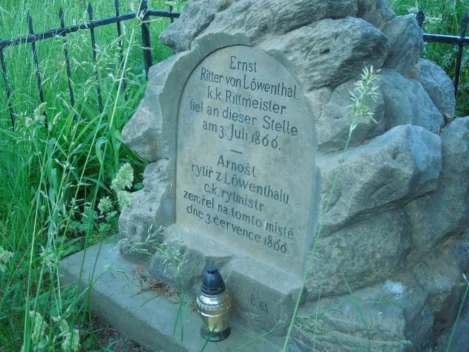 Ernst
Ritter von Löwenthal
k.k. Rittmeister
fiel an dieser Stelle
am 3. Juli 1866.
Arnošt
rytíř z Löwenthalu
c.k. rytmistr
zemřel na tomto místě
dne 3. července 1866